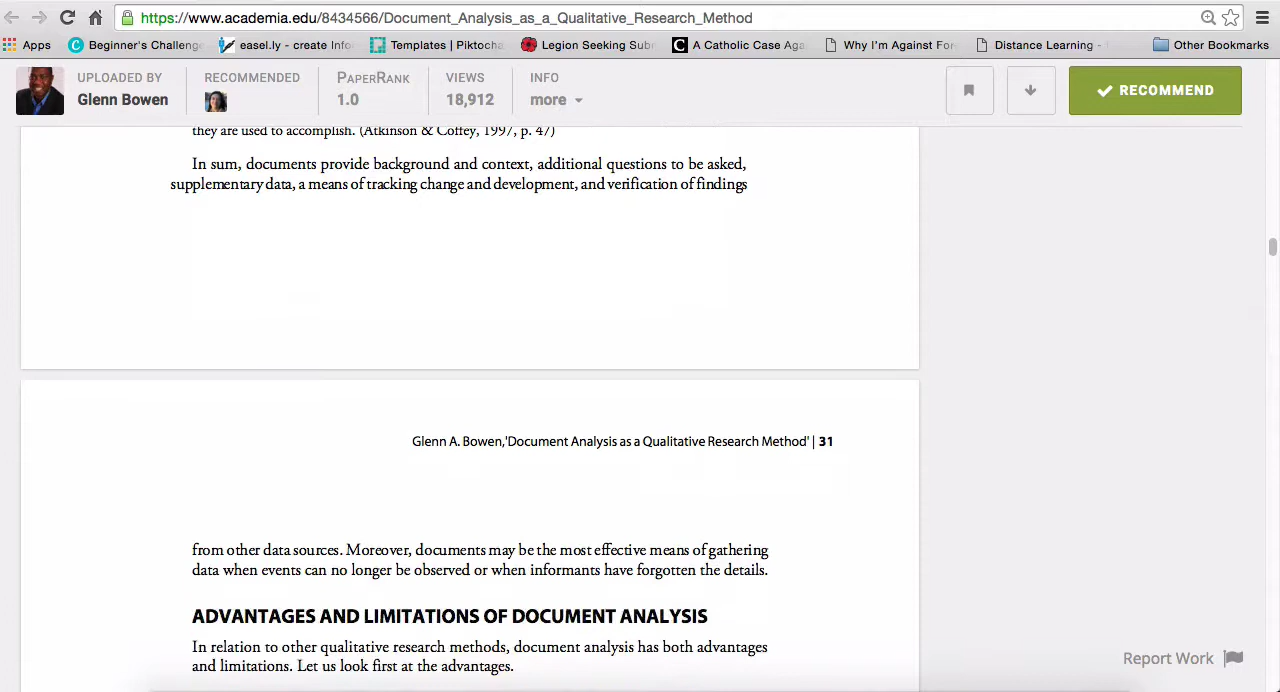 https://www.academia.edu/8434566/Document_Analysis_as_a_Qualitative_Research_Method
Apps Beginner's Challenge easel.ly - create Info Templates | Piktocha Legion Seeking Sub A Catholic Case Aga Why I'm Against For Distance Learning - Other Bookmarks
UPLOADED BY RECOMMENDED PAPERRANK VIEWS INFO
Glenn Bowen 1.0 18,912 more RECOMMEND
they are used to accomplish. (Atkinson & Coffey, 1997, p. 47)
In sum, documents provide background and context, additional questions to be asked,
supplementary data, a means of tracking change and development, and verification of findings
Glenn A. Bowen,'Document Analysis as a Qualitative Research Method' | 31
from other data sources. Moreover, documents may be the most effective means of gathering
data when events can no longer be observed or when informants have forgotten the details.
ADVANTAGES AND LIMITATIONS OF DOCUMENT ANALYSIS
In relation to other qualitative research methods, document analysis has both advantages
and limitations. Let us look first at the advantages.
Report Work